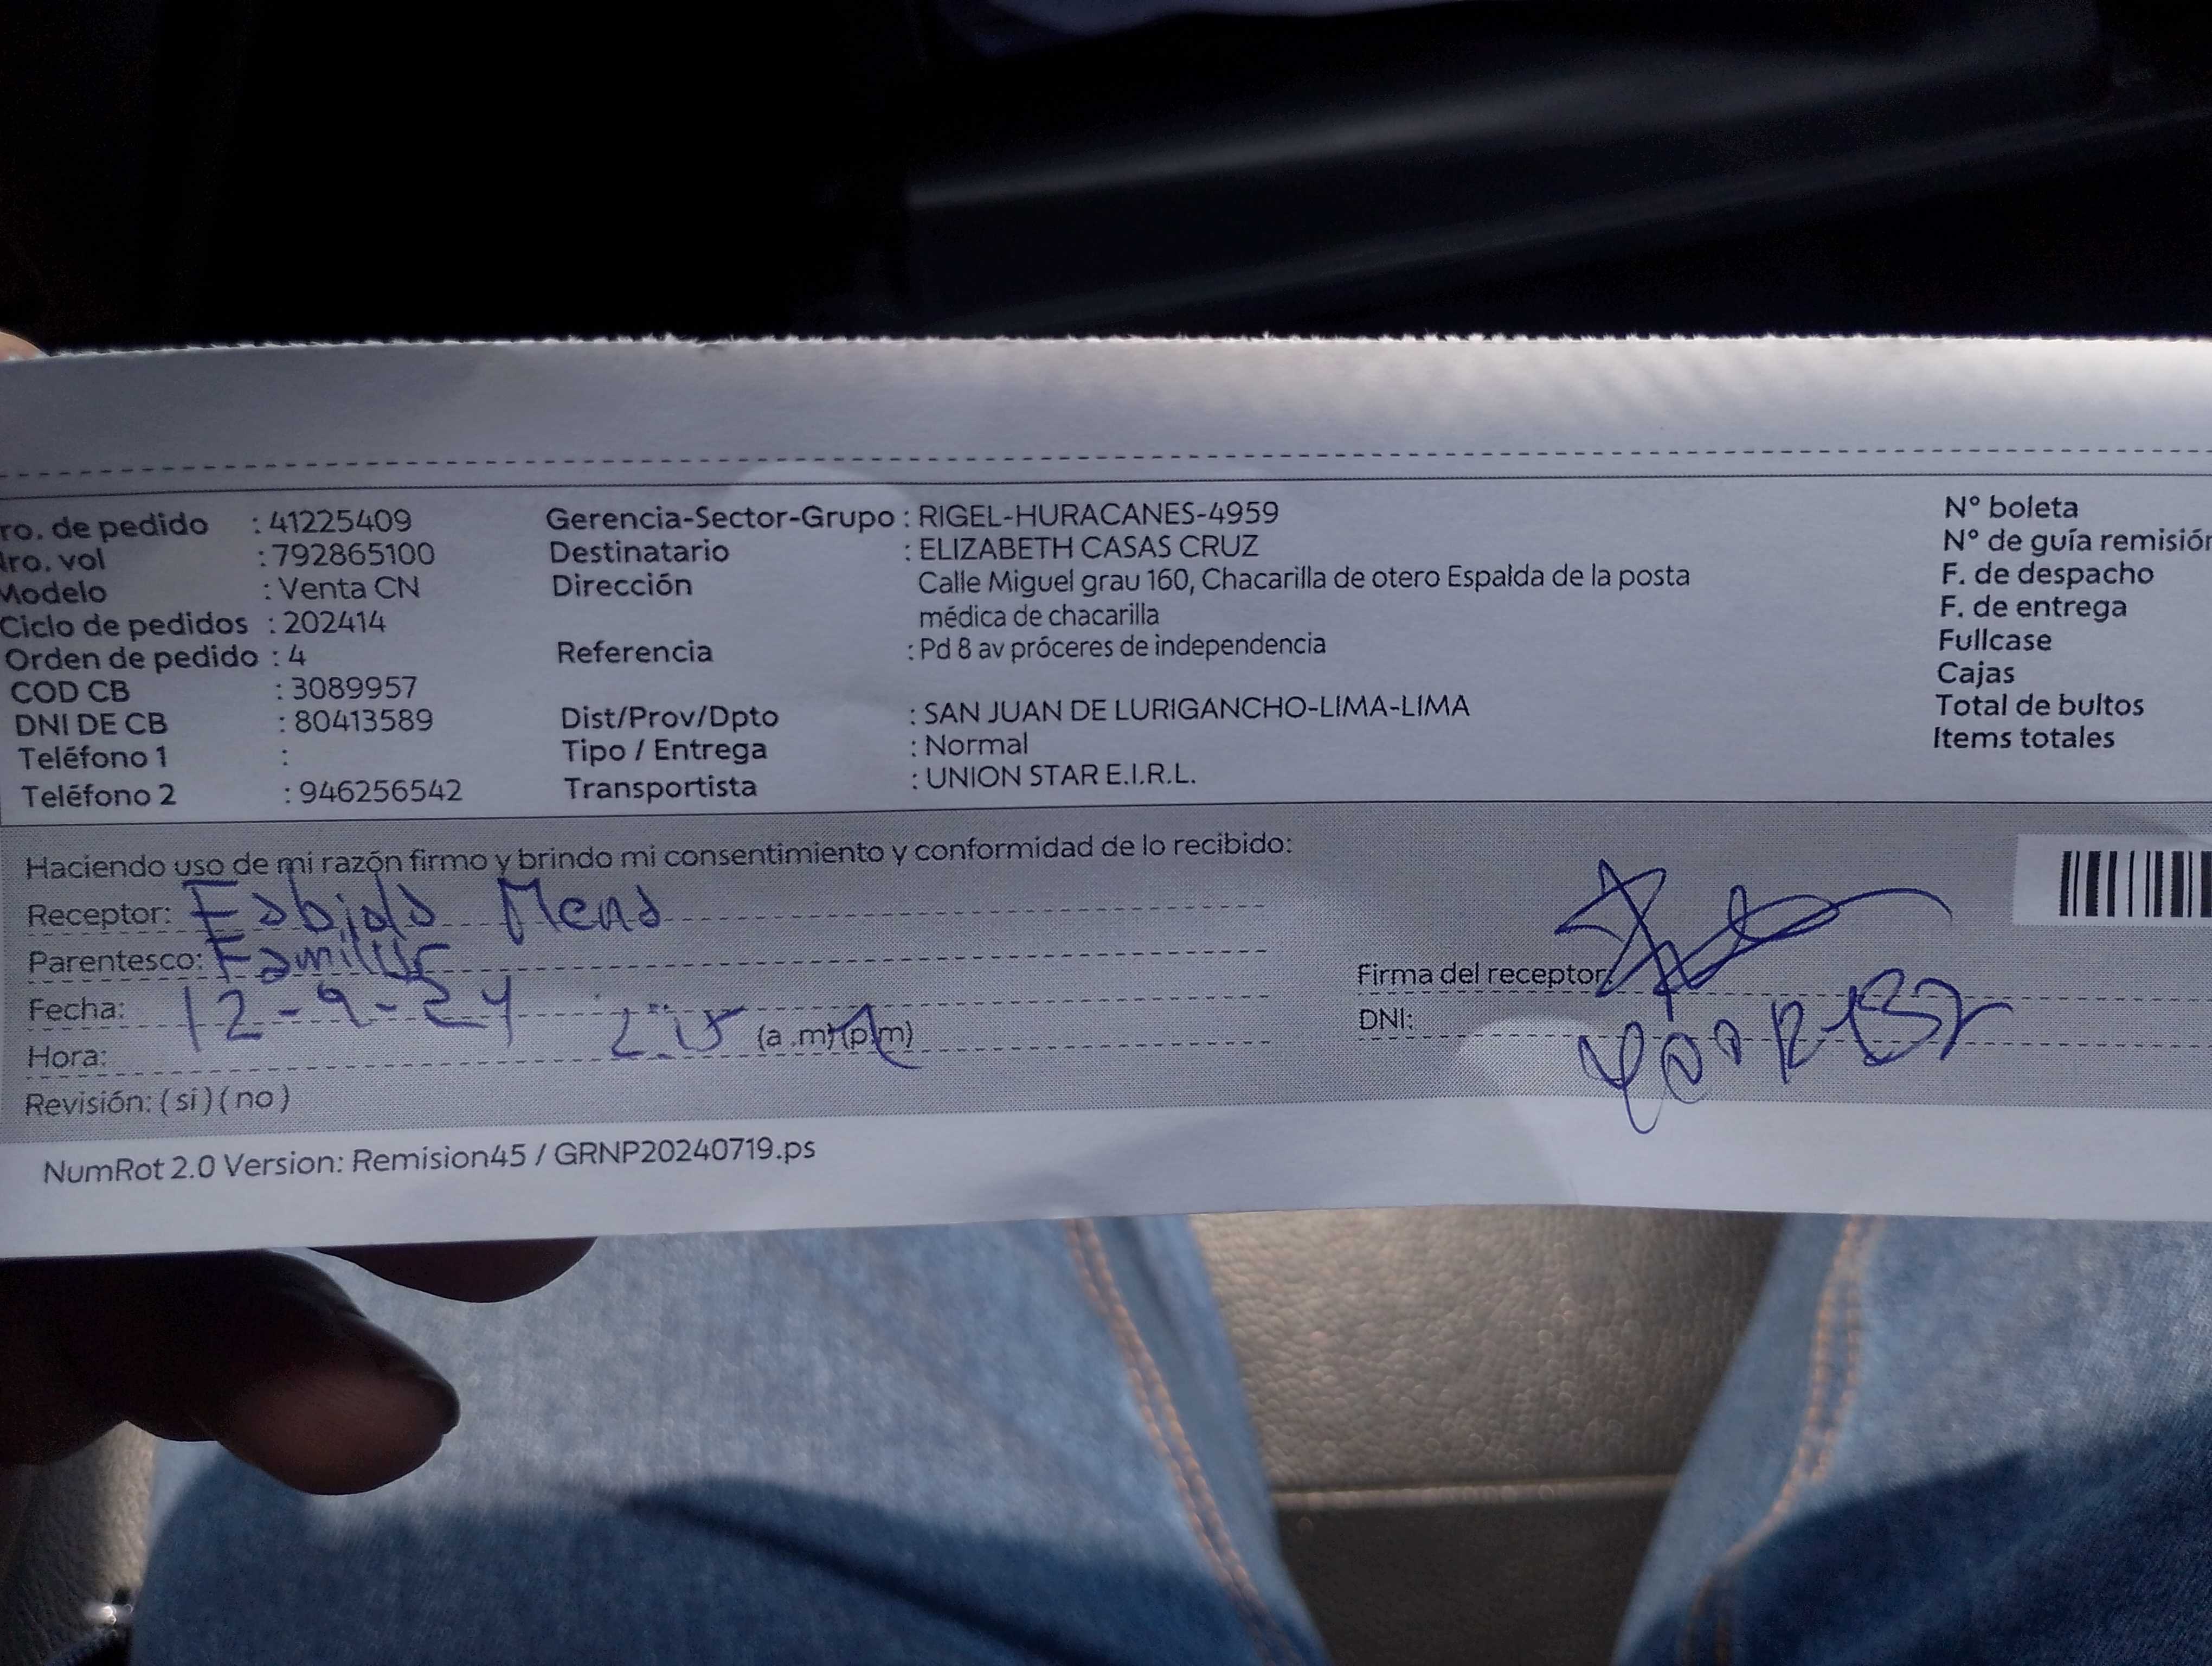 ro. de pedido : 41225409
Nro. vol : 792865100
Modelo : Venta CN
Ciclo de pedidos : 202414
Orden de pedido : 4
COD CB : 3089957
DNI DE CB : 80413589
Teléfono 1 :
Teléfono 2 : 946256542
Gerencia-Sector-Grupo : RIGEL-HURACANES-4959
Destinatario : ELIZABETH CASAS CRUZ
Dirección Calle Miguel grau 160, Chacarilla de otero Espalda de la posta
médica de chacarilla
Referencia : Pd 8 av próceres de independencia
Dist/Prov/Dpto : SAN JUAN DE LURIGANCHO-LIMA-LIMA
Tipo / Entrega : Normal
Transportista : UNION STAR E.I.R.L.
N° boleta
N° de guía remisión
F. de despacho
F. de entrega
Fullcase
Cajas
Total de bultos
Items totales
Haciendo uso de mi razón firmo y brindo mi consentimiento y conformidad de lo recibido:
Receptor: Mena
Parentesco: Familiar
Fecha: 12-9-24
Hora: 2:15 (a .m) (p.m)
Revisión: ( si ) ( no )
Firma del receptor
DNI:
NumRot 2.0 Version: Remision45 / GRNP20240719.ps